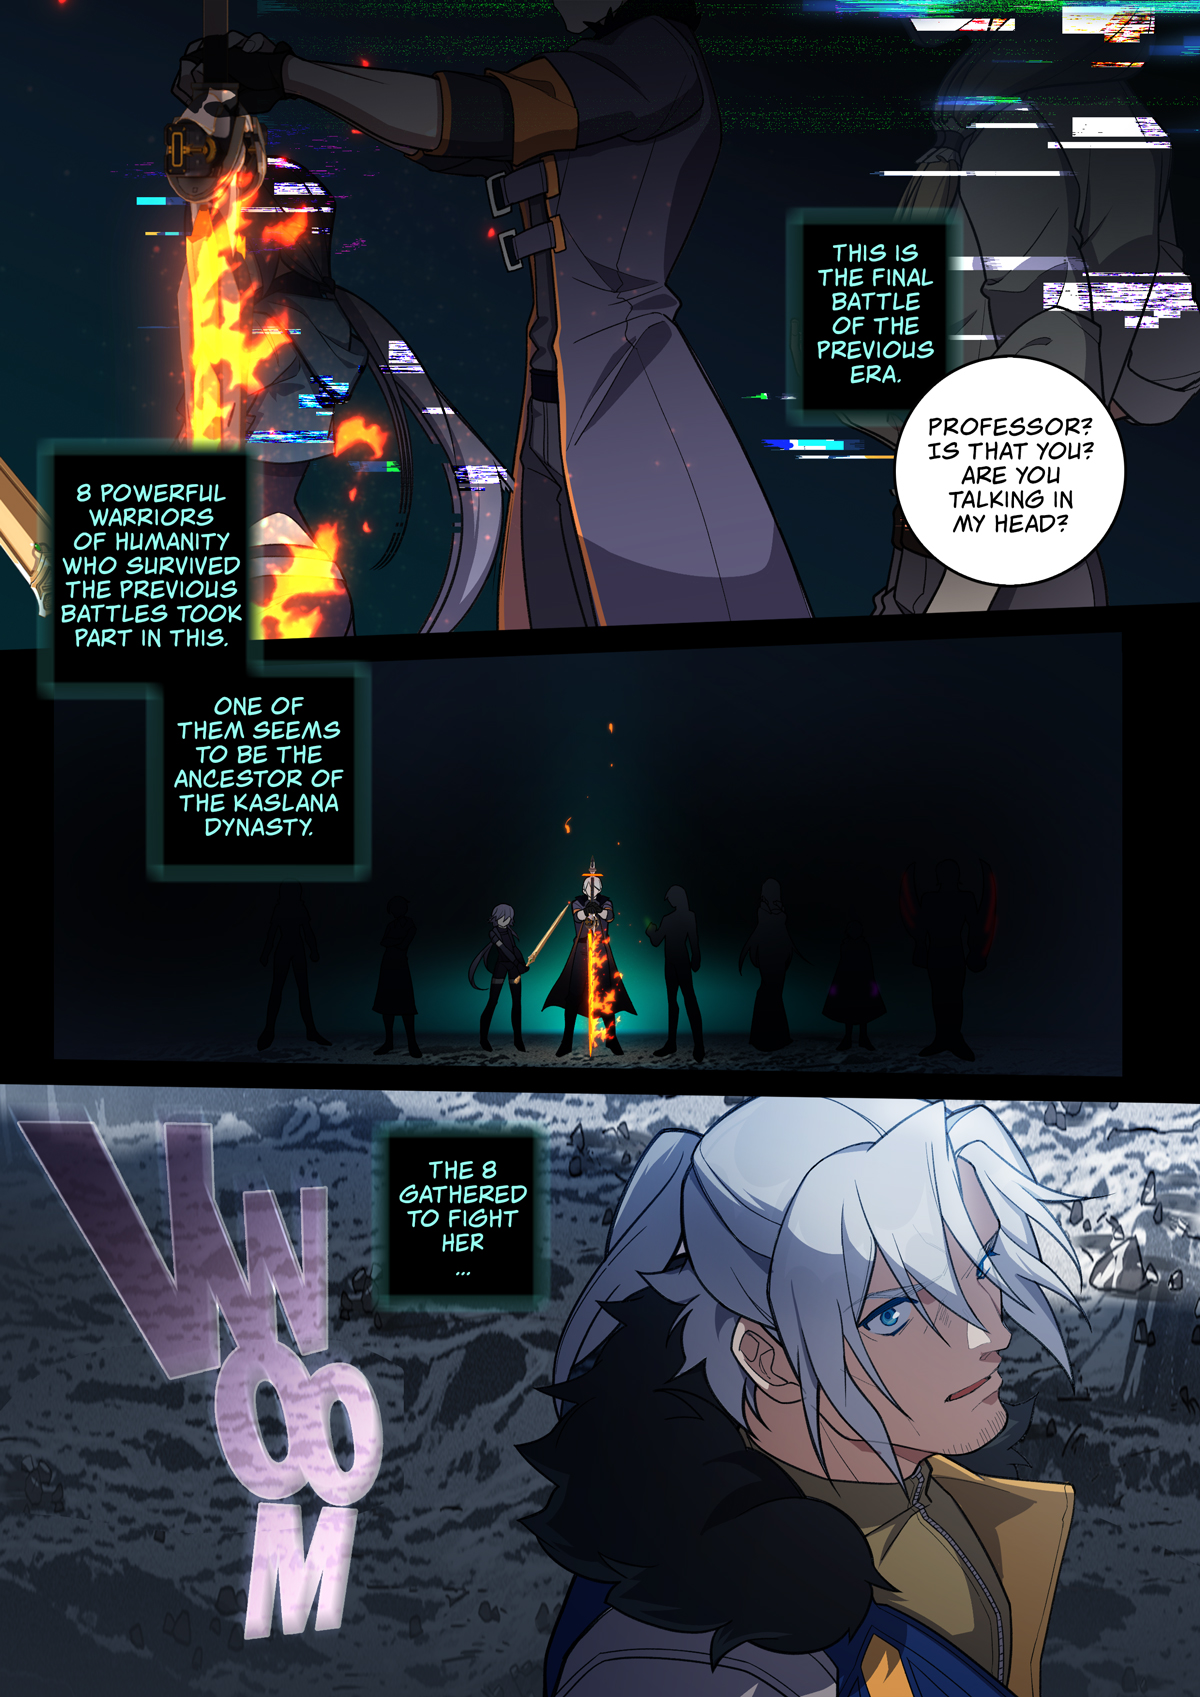 THIS IS
THE FINAL
BATTLE
OF THE
PREVIOUS
ERA.
PROFESSOR?
IS THAT YOU?
ARE YOU
TALKING IN
MY HEAD?
8 POWERFUL
WARRIORS
OF HUMANITY
WHO SURVIVED
THE PREVIOUS
BATTLES TOOK
PART IN THIS.
ONE OF
THEM SEEMS
TO BE THE
ANCESTOR OF
THE KASLANA
DYNASTY.
THE 8
GATHERED
TO FIGHT
HER
...
VWOOM